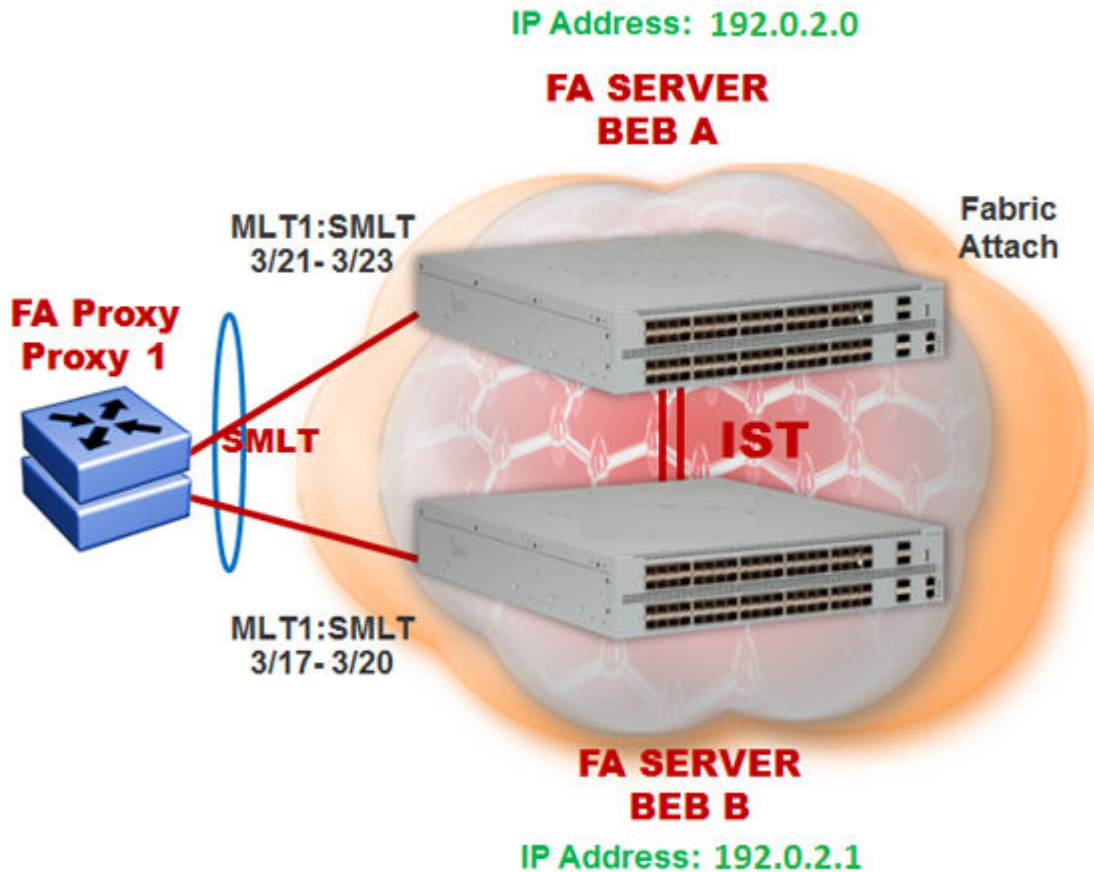 IP Address: 192.0.2.0
FA SERVER
BEB A
MLT1:SMLT
3/21- 3/23
Fabric
Attach
FA Proxy
Proxy 1
SMLT
IST
MLT1:SMLT
3/17- 3/20
FA SERVER
BEB B
IP Address: 192.0.2.1